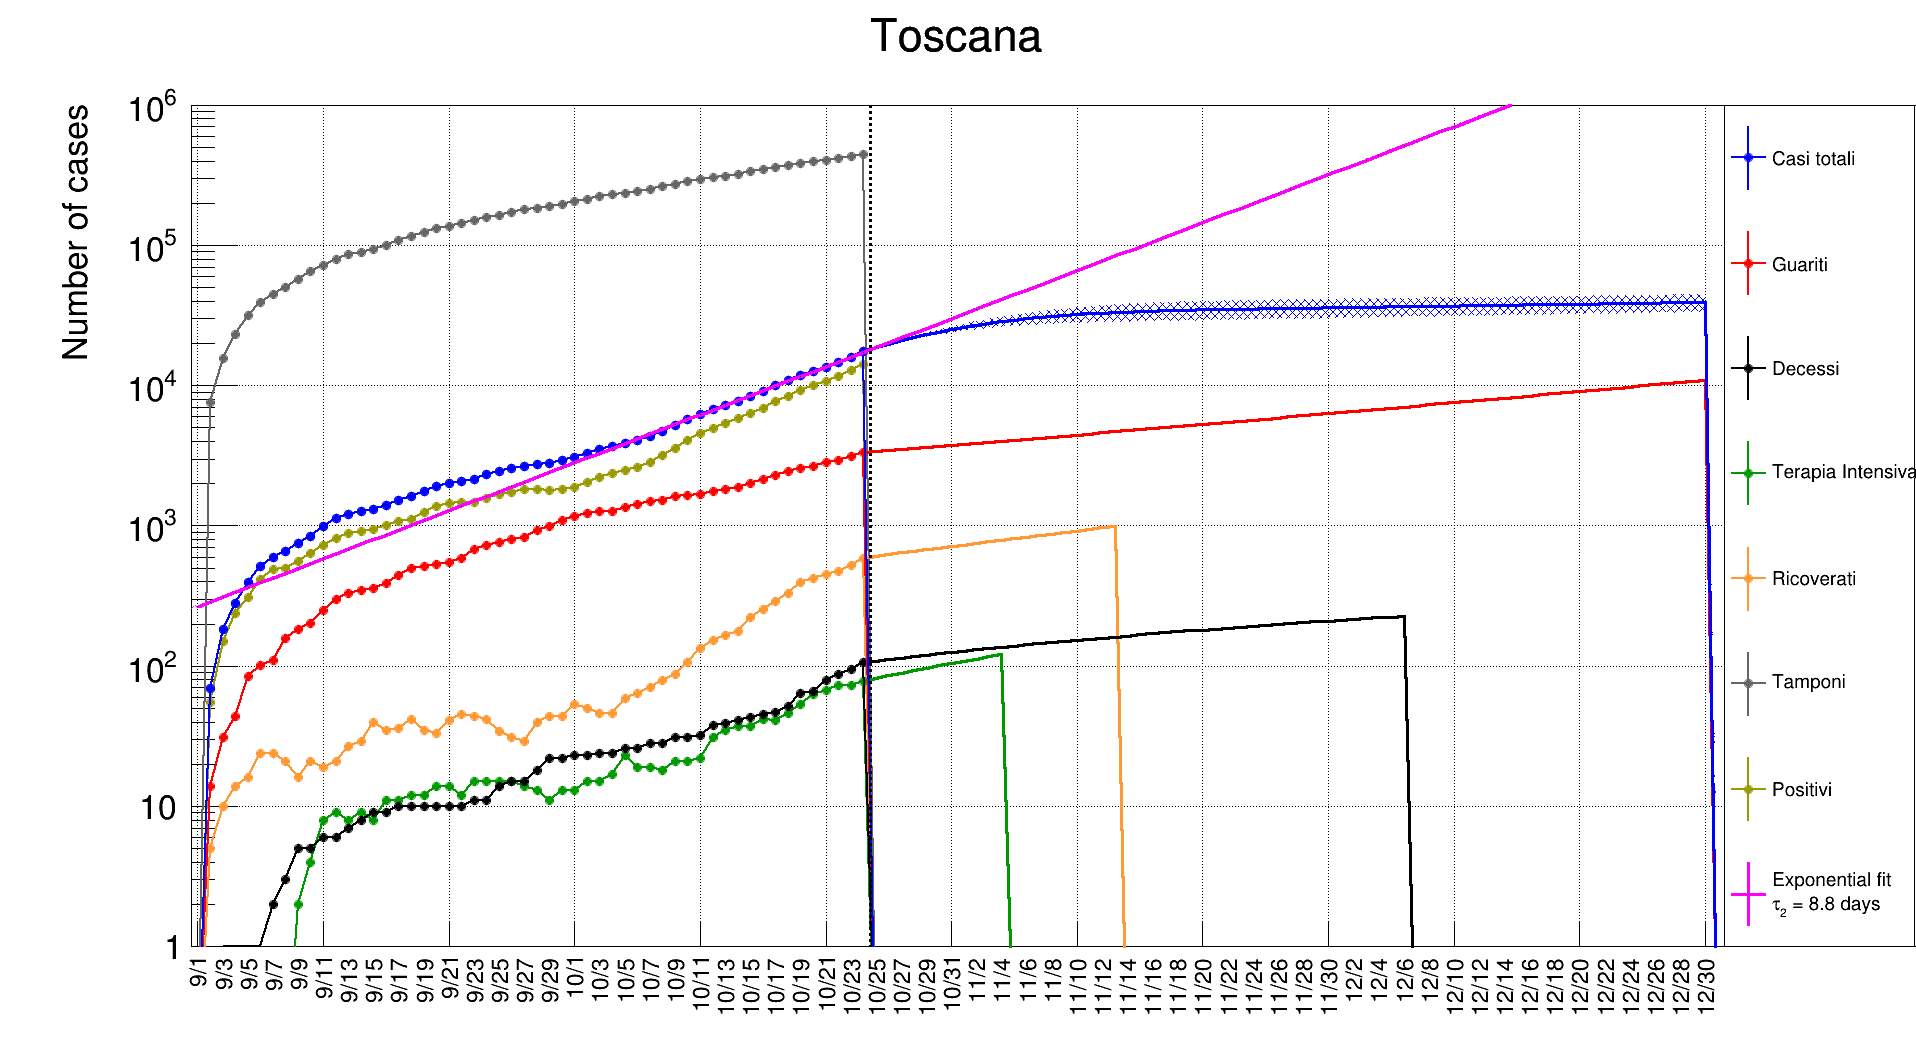 Toscana
Number of cases
10^6
10^5
10^4
10^3
10^2
10
1
9/1 9/3 9/5 9/7 9/9 9/11 9/13 9/15 9/17 9/19 9/21 9/23 9/25 9/27 9/29 10/1 10/3 10/5 10/7 10/9 10/11 10/13 10/15 10/17 10/19 10/21 10/23 10/25 10/27 10/29 10/31 11/2 11/4 11/6 11/8 11/10 11/12 11/14 11/16 11/18 11/20 11/22 11/24 11/26 11/28 11/30 12/2 12/4 12/6 12/8 12/10 12/12 12/14 12/16 12/18 12/20 12/22 12/24 12/26 12/28 12/30
Casi totali
Guariti
Decessi
Terapia Intensiva
Ricoverati
Tamponi
Positivi
Exponential fit
τ_2 = 8.8 days